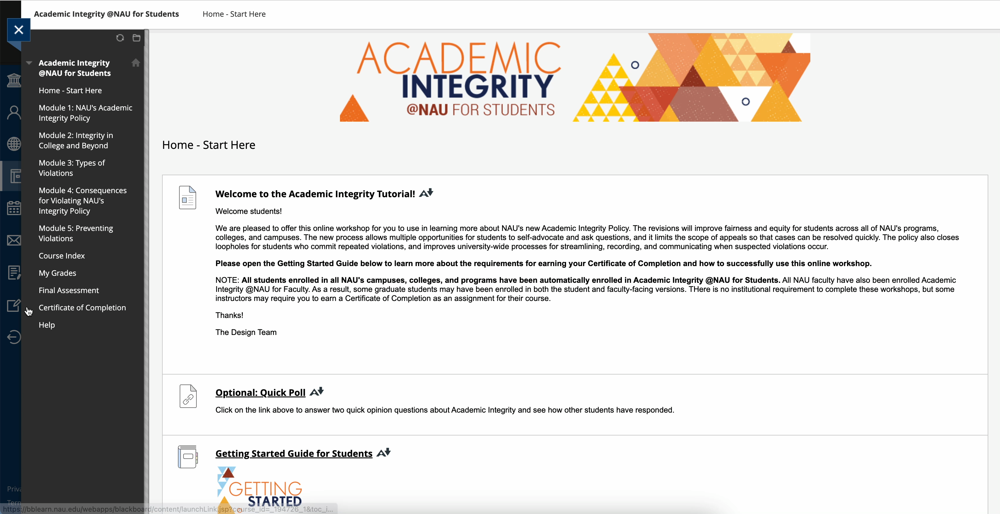 Academic Integrity @NAU for Students
Home - Start Here
Academic Integrity
@NAU for Students
Home - Start Here
Module 1: NAU's Academic
Integrity Policy
Module 2: Integrity in
College and Beyond
Module 3: Types of
Violations
Module 4: Consequences
for Violating NAU's
Integrity Policy
Module 5: Preventing
Violations
Course Index
My Grades
Final Assessment
Certificate of Completion
Help
ACADEMIC
INTEGRITY
@NAU FOR STUDENTS
Home - Start Here
Welcome to the Academic Integrity Tutorial!
Welcome students!
We are pleased to offer this online workshop for you to use in learning more about NAU's new Academic Integrity Policy. The revisions will improve fairness and equity for students across all of NAU's programs,
colleges, and campuses. The new process allows multiple opportunities for students to self-advocate and ask questions, and it limits the scope of appeals so that cases can be resolved quickly. The policy also closes
loopholes for students who commit repeated violations, and improves university-wide processes for streamlining, recording, and communicating when suspected violations occur.
Please open the Getting Started Guide below to learn more about the requirements for earning your Certificate of Completion and how to successfully use this online workshop.
NOTE: All students enrolled in all NAU's campuses, colleges, and programs have been automatically enrolled in Academic Integrity @NAU for Students. All NAU faculty have also been enrolled Academic
Integrity @NAU for Faculty. As a result, some graduate students may have been enrolled in both the student and faculty-facing versions. THere is no institutional requirement to complete these workshops, but some
instructors may require you to earn a Certificate of Completion as an assignment for their course.
Thanks!
The Design Team
Optional: Quick Poll
Click on the link above to answer two quick opinion questions about Academic Integrity and see how other students have responded.
Getting Started Guide for Students
GETTING
STARTED
Priva
Term
https://bblearn.nau.edu/webapps/blackboard/content/launchLink.jsp?course_id=_194726_1&toc_i...